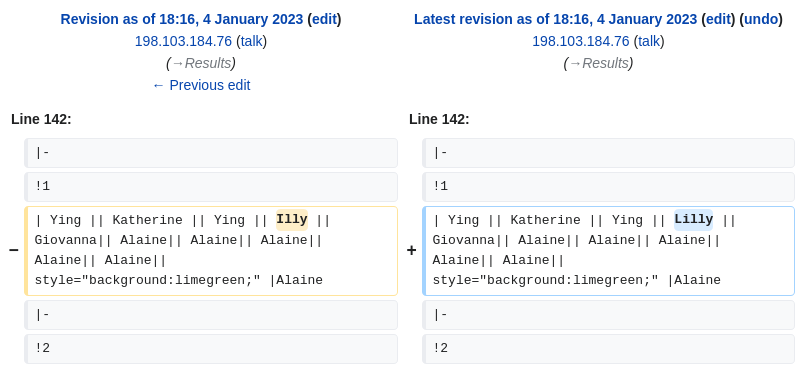 Revision as of 18:16, 4 January 2023 (edit)
198.103.184.76 (talk)
(→Results)
← Previous edit
Latest revision as of 18:16, 4 January 2023 (edit) (undo)
198.103.184.76 (talk)
(→Results)
Line 142:
Line 142:
|-
|-
!1
!1
−
| Ying || Katherine || Ying || Illy ||
Giovanna|| Alaine|| Alaine|| Alaine||
Alaine|| Alaine||
style="background:limegreen;" |Alaine
+
| Ying || Katherine || Ying || Lilly ||
Giovanna|| Alaine|| Alaine|| Alaine||
Alaine|| Alaine||
style="background:limegreen;" |Alaine
|-
|-
!2
!2